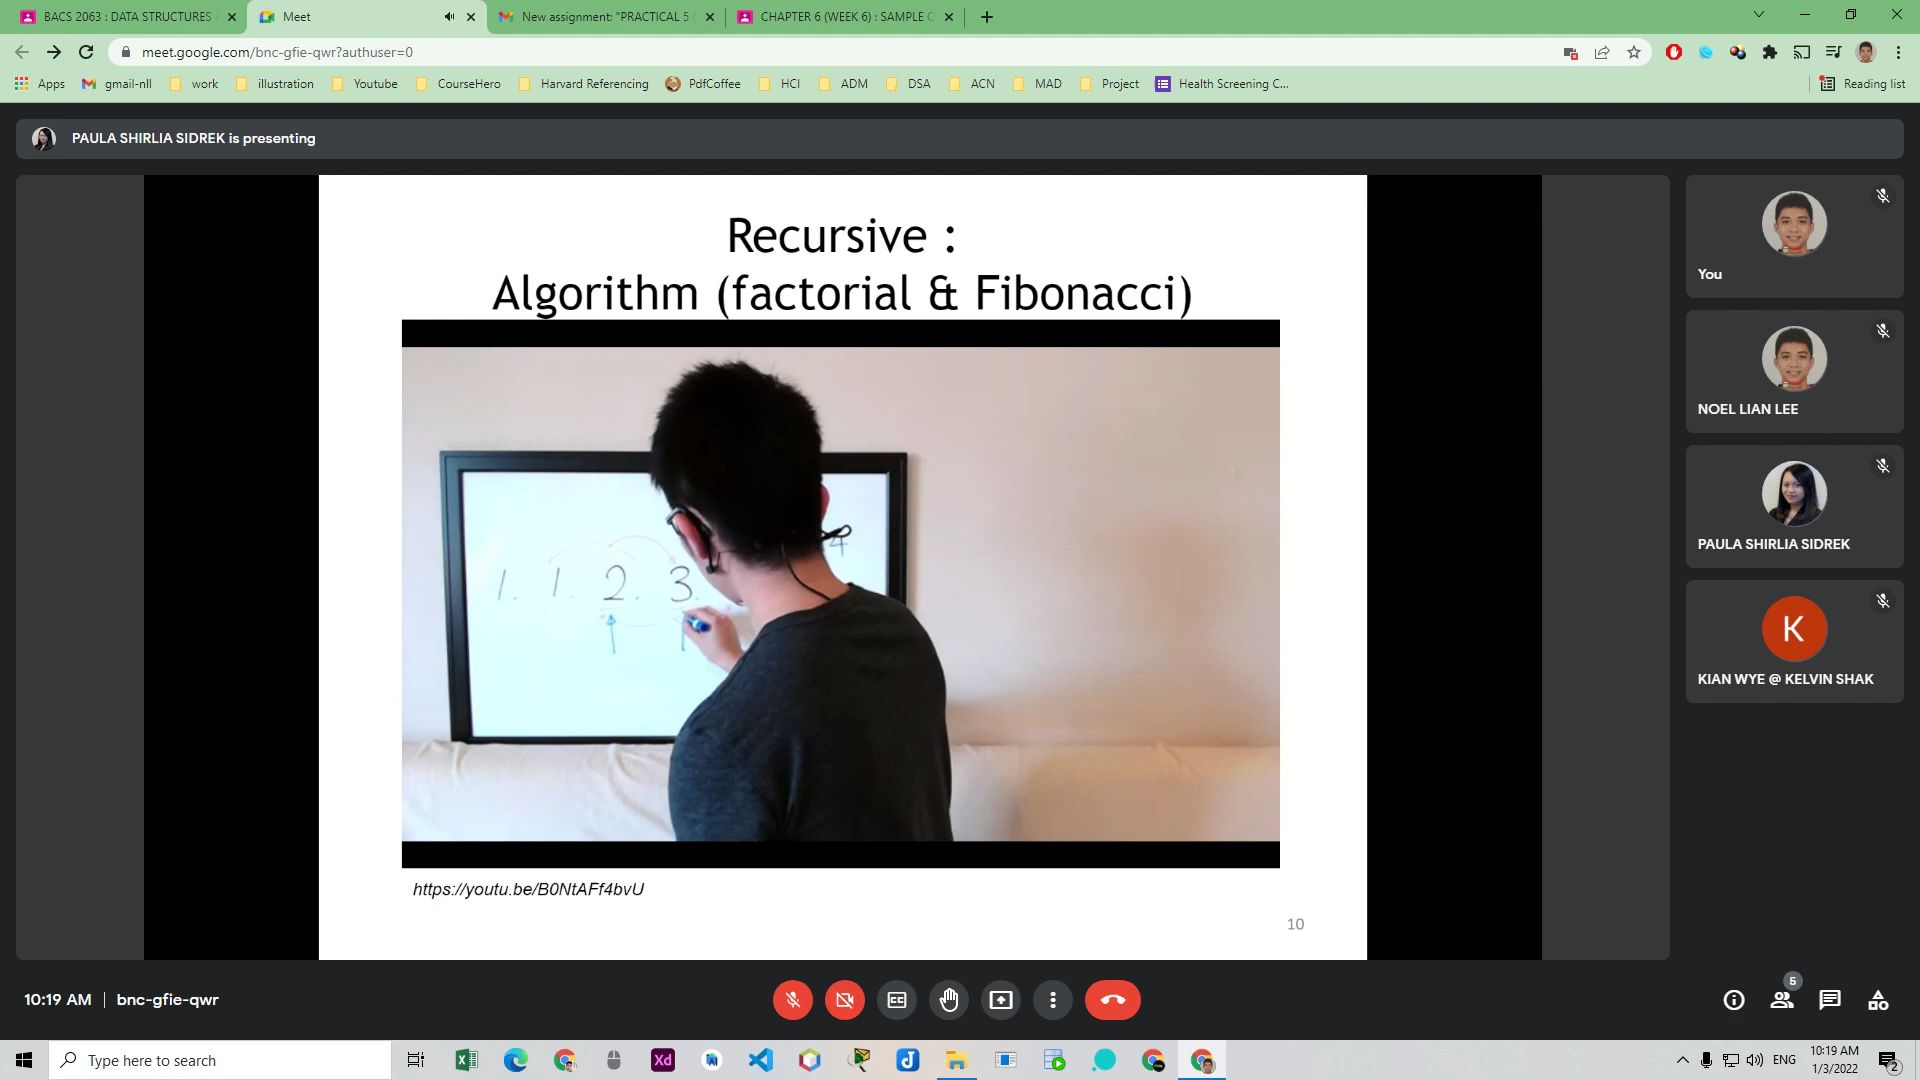 BACS 2063 : DATA STRUCTURES
Meet
New assignment: "PRACTICAL 5
CHAPTER 6 (WEEK 6) : SAMPLE C
meet.google.com/bnc-gfie-qwr?authuser=0
Apps
gmail-nll
work
illustration
Youtube
CourseHero
Harvard Referencing
PdfCoffee
HCI
ADM
DSA
ACN
MAD
Project
Health Screening C...
Reading list
PAULA SHIRLIA SIDREK is presenting
Recursive :
Algorithm (factorial & Fibonacci)
4
1. 1. 2. 3.
https://youtu.be/B0NtAFf4bvU
10
You
NOEL LIAN LEE
PAULA SHIRLIA SIDREK
K
KIAN WYE @ KELVIN SHAK
10:19 AM | bnc-gfie-qwr
5
Type here to search
Xd
ENG
10:19 AM
1/3/2022
2